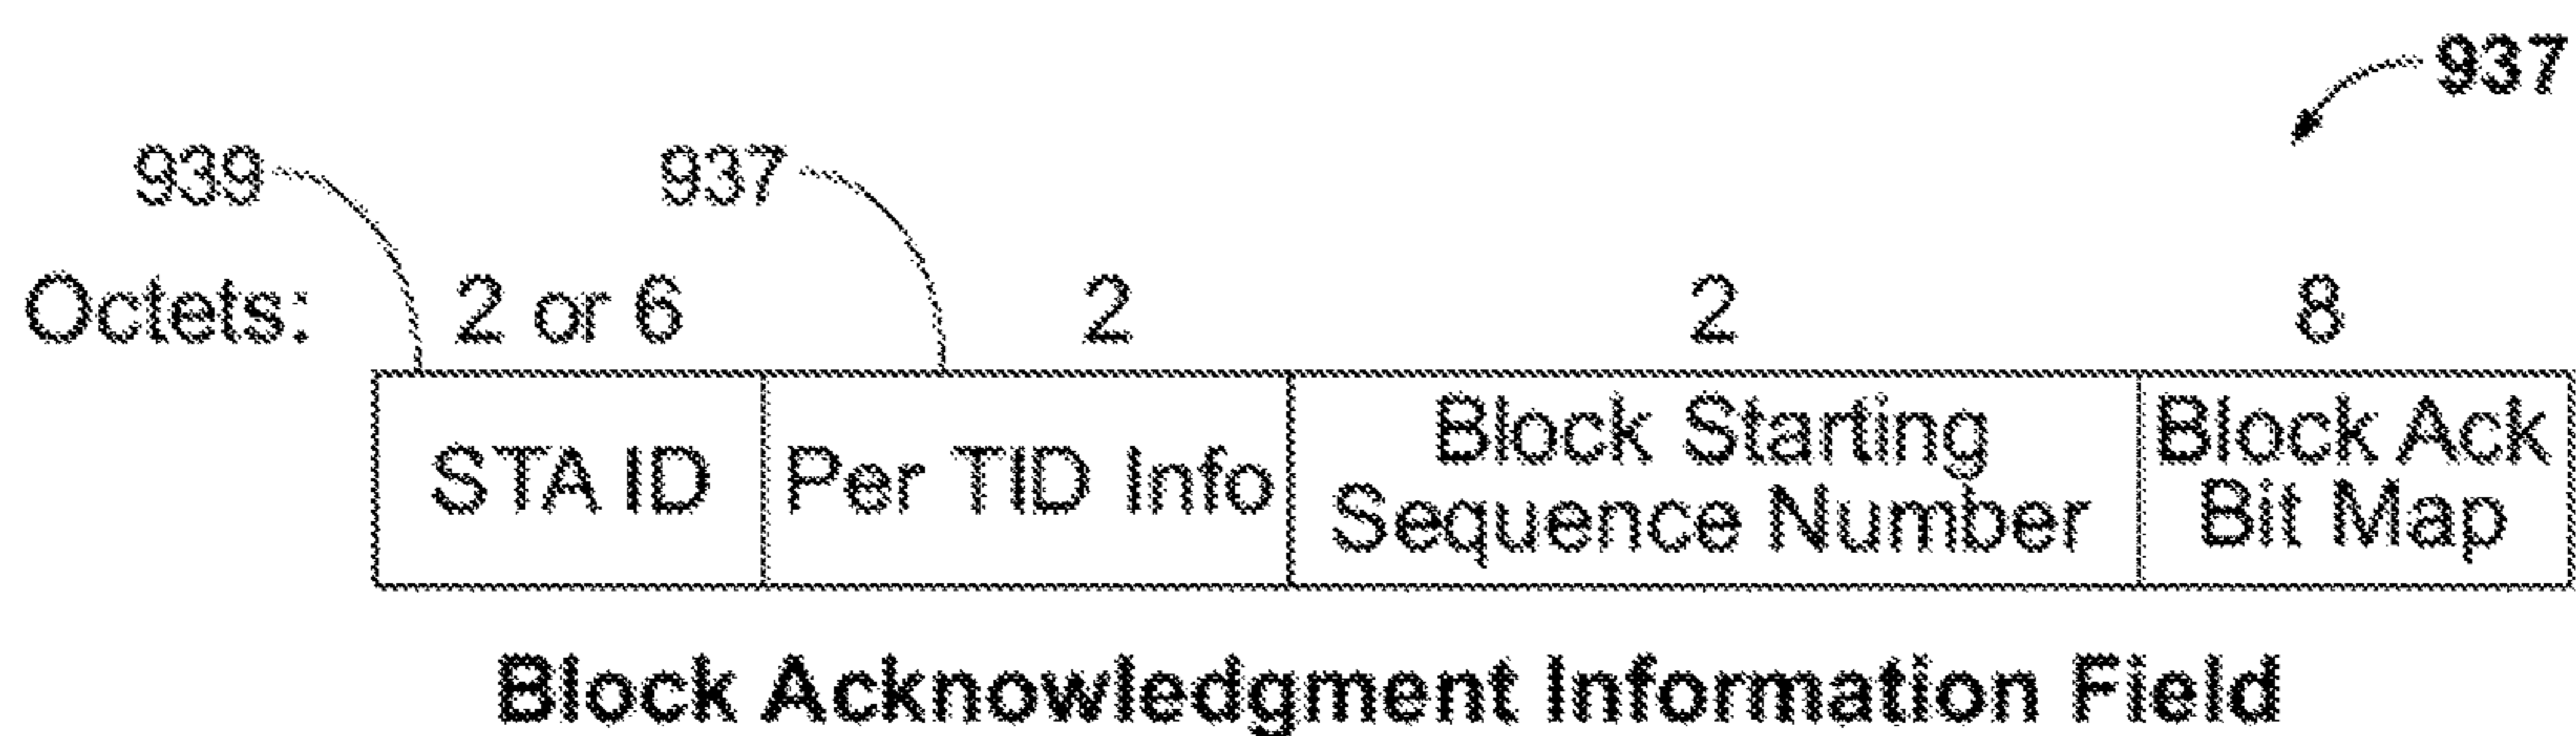 937
939 937
Octets: 2 or 6 2 2 8
STA ID Per TID Info Block Starting Sequence Number Block Ack Bit Map
Block Acknowledgment Information Field